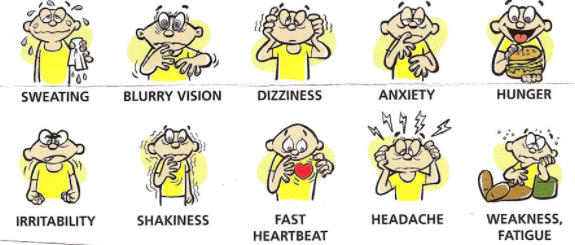 SWEATING
BLURRY VISION
DIZZINESS
ANXIETY
HUNGER
IRRITABILITY
SHAKINESS
FAST
HEARTBEAT
HEADACHE
WEAKNESS,
FATIGUE